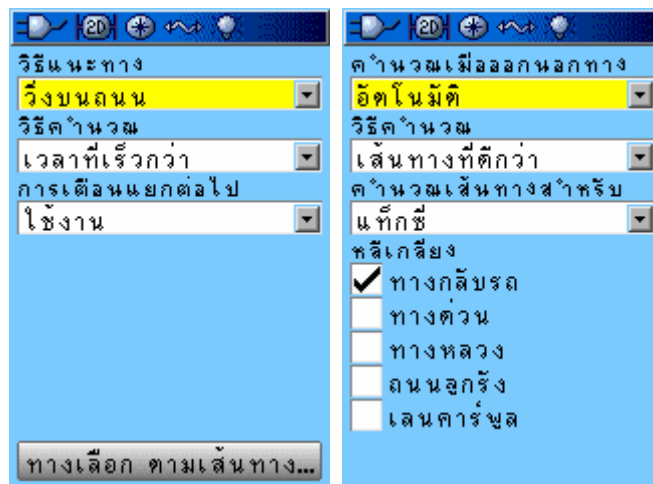 2D
วิธีแนะทาง
วิ่งบนถนน
วิธีคำนวณ
เวลาที่เร็วกว่า
การเตือนแยกต่อไป
ใช้งาน
ทางเลือก ตามเส้นทาง...
2D
คำนวณเมื่อออกนอกทาง
อัตโนมัติ
วิธีคำนวณ
เส้นทางที่ดีกว่า
คำนวณเส้นทางสำหรับ
แท็กซี่
หลีกเลี่ยง
ทางกลับรถ
ทางด่วน
ทางหลวง
ถนนลูกรัง
เลนคาร์พูล